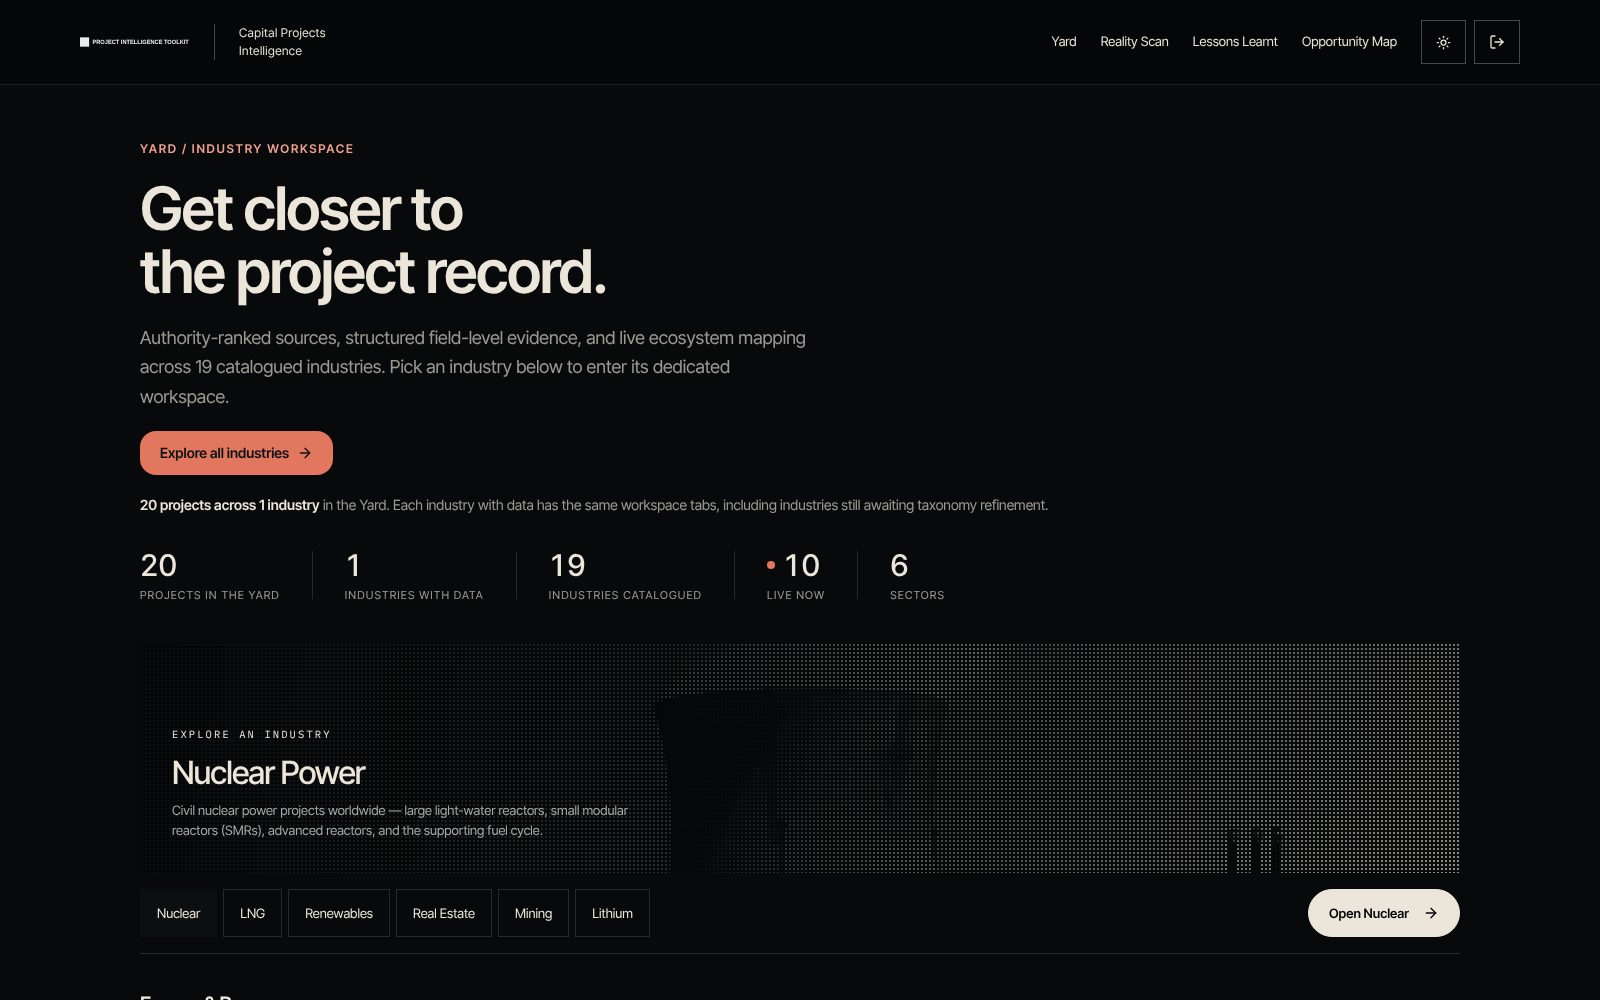 PROJECT INTELLIGENCE TOOLKIT
Capital Projects
Intelligence
Yard
Reality Scan
Lessons Learnt
Opportunity Map
YARD / INDUSTRY WORKSPACE
Get closer to
the project record.
Authority-ranked sources, structured field-level evidence, and live ecosystem mapping
across 19 catalogued industries. Pick an industry below to enter its dedicated
workspace.
Explore all industries
20 projects across 1 industry in the Yard. Each industry with data has the same workspace tabs, including industries still awaiting taxonomy refinement.
20
PROJECTS IN THE YARD
1
INDUSTRIES WITH DATA
19
INDUSTRIES CATALOGUED
10
LIVE NOW
6
SECTORS
EXPLORE AN INDUSTRY
Nuclear Power
Civil nuclear power projects worldwide — large light-water reactors, small modular
reactors (SMRs), advanced reactors, and the supporting fuel cycle.
Nuclear
LNG
Renewables
Real Estate
Mining
Lithium
Open Nuclear